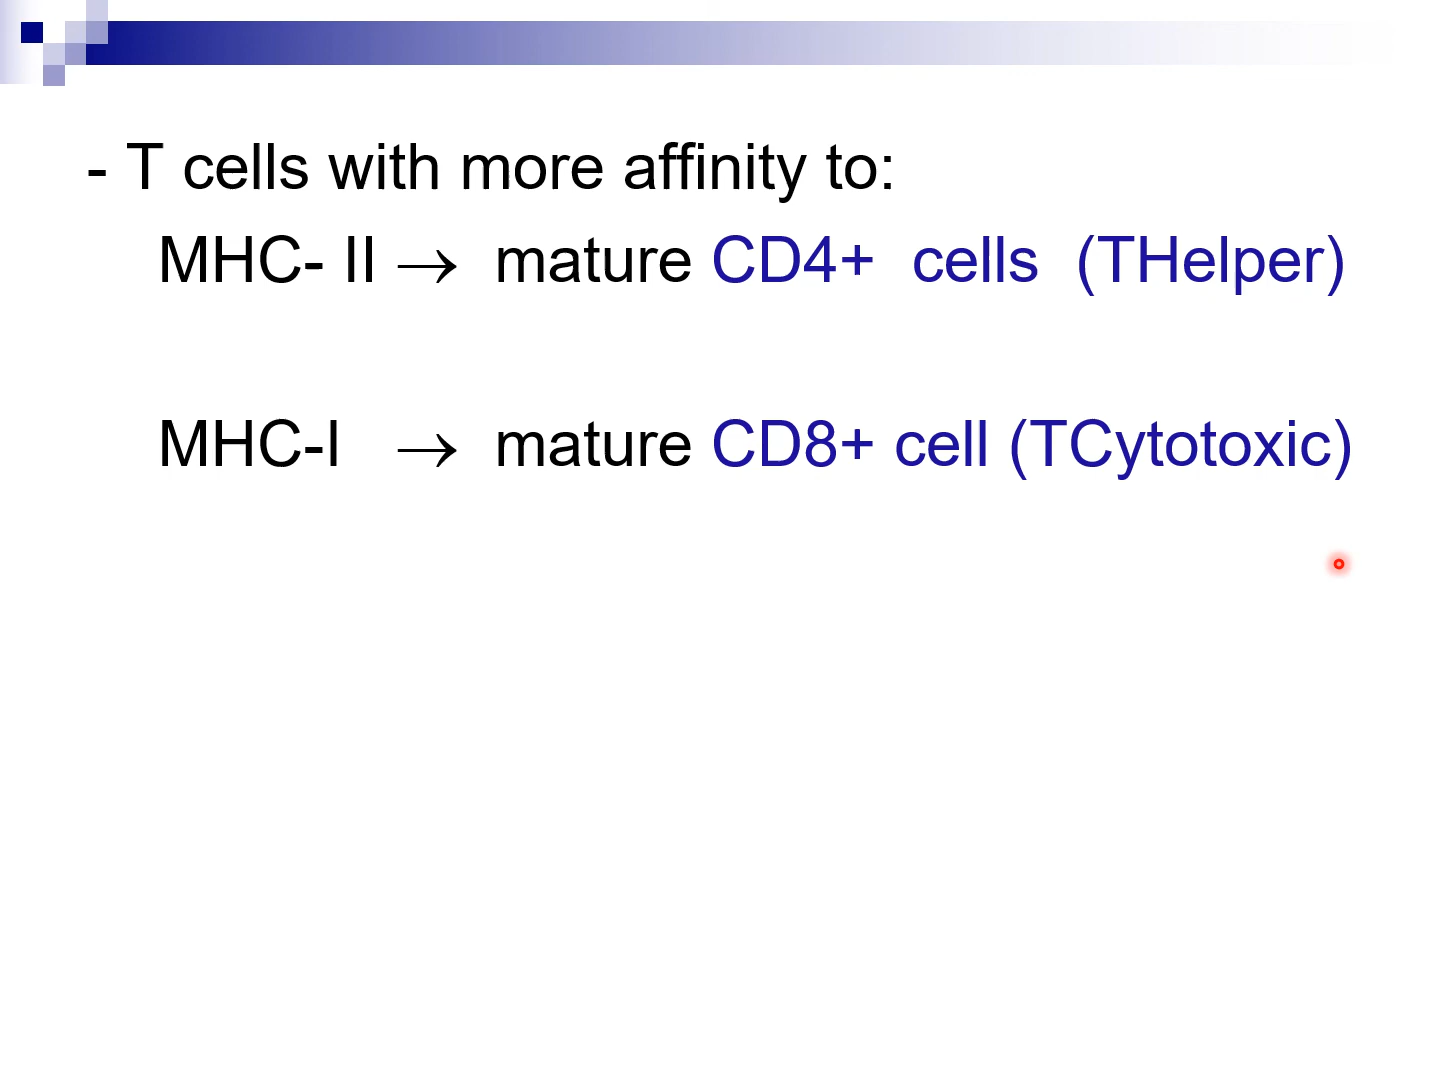 - T cells with more affinity to:
MHC- II → mature CD4+ cells (THelper)
MHC-I → mature CD8+ cell (TCytotoxic)